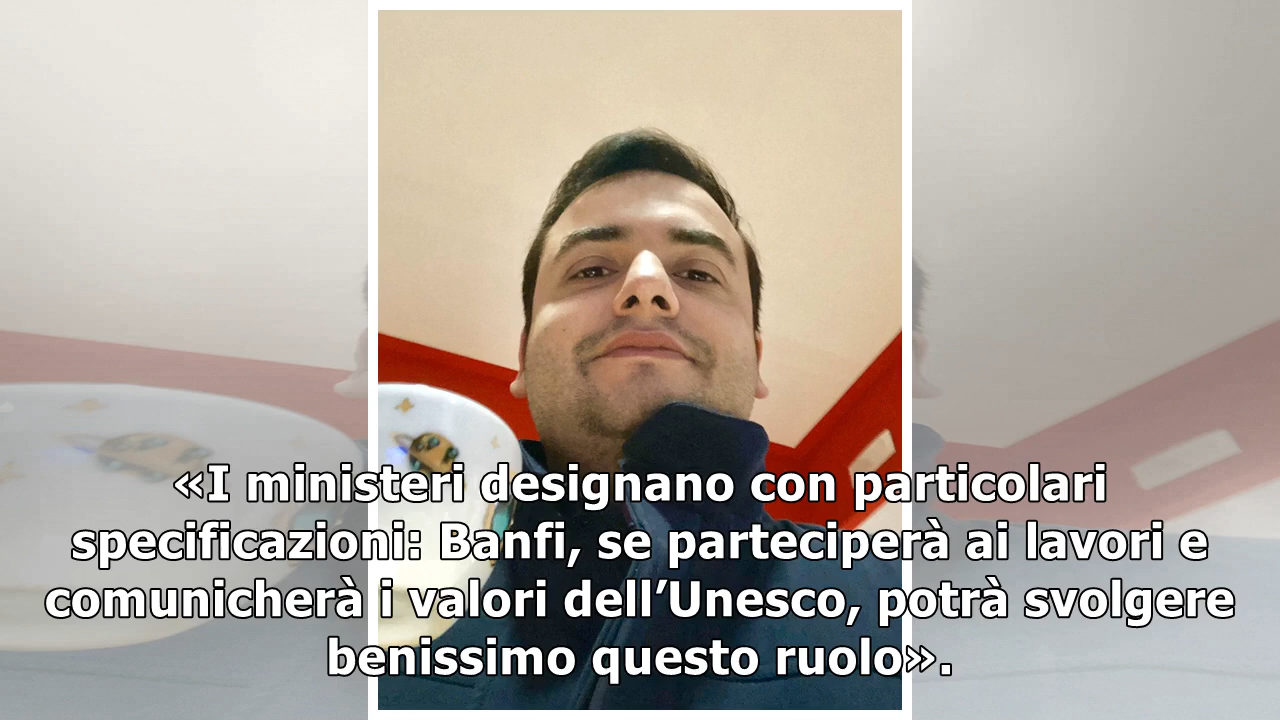 «I ministeri designano con particolari
specificazioni: Banfi, se parteciperà ai lavori e
comunicherà i valori dell’Unesco, potrà svolgere
benissimo questo ruolo».